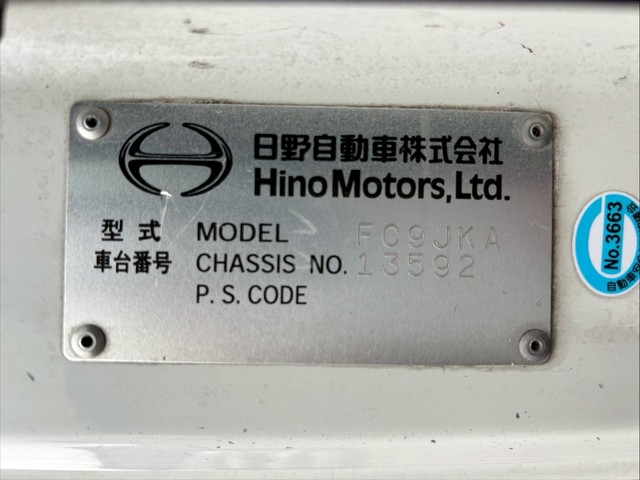 日野自動車株式会社
Hino Motors, Ltd.
型式 MODEL FC9JKA
車台番号 CHASSIS NO. 13592
P. S. CODE
No.3663